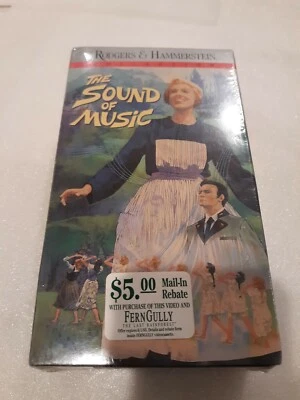 RODGERS & HAMMERSTEIN
THE
SOUND
OF
MUSIC
$5.00 Mail-In
Rebate
WITH PURCHASE OF THIS VIDEO AND
FERNGULLY
THE LAST RAINFOREST